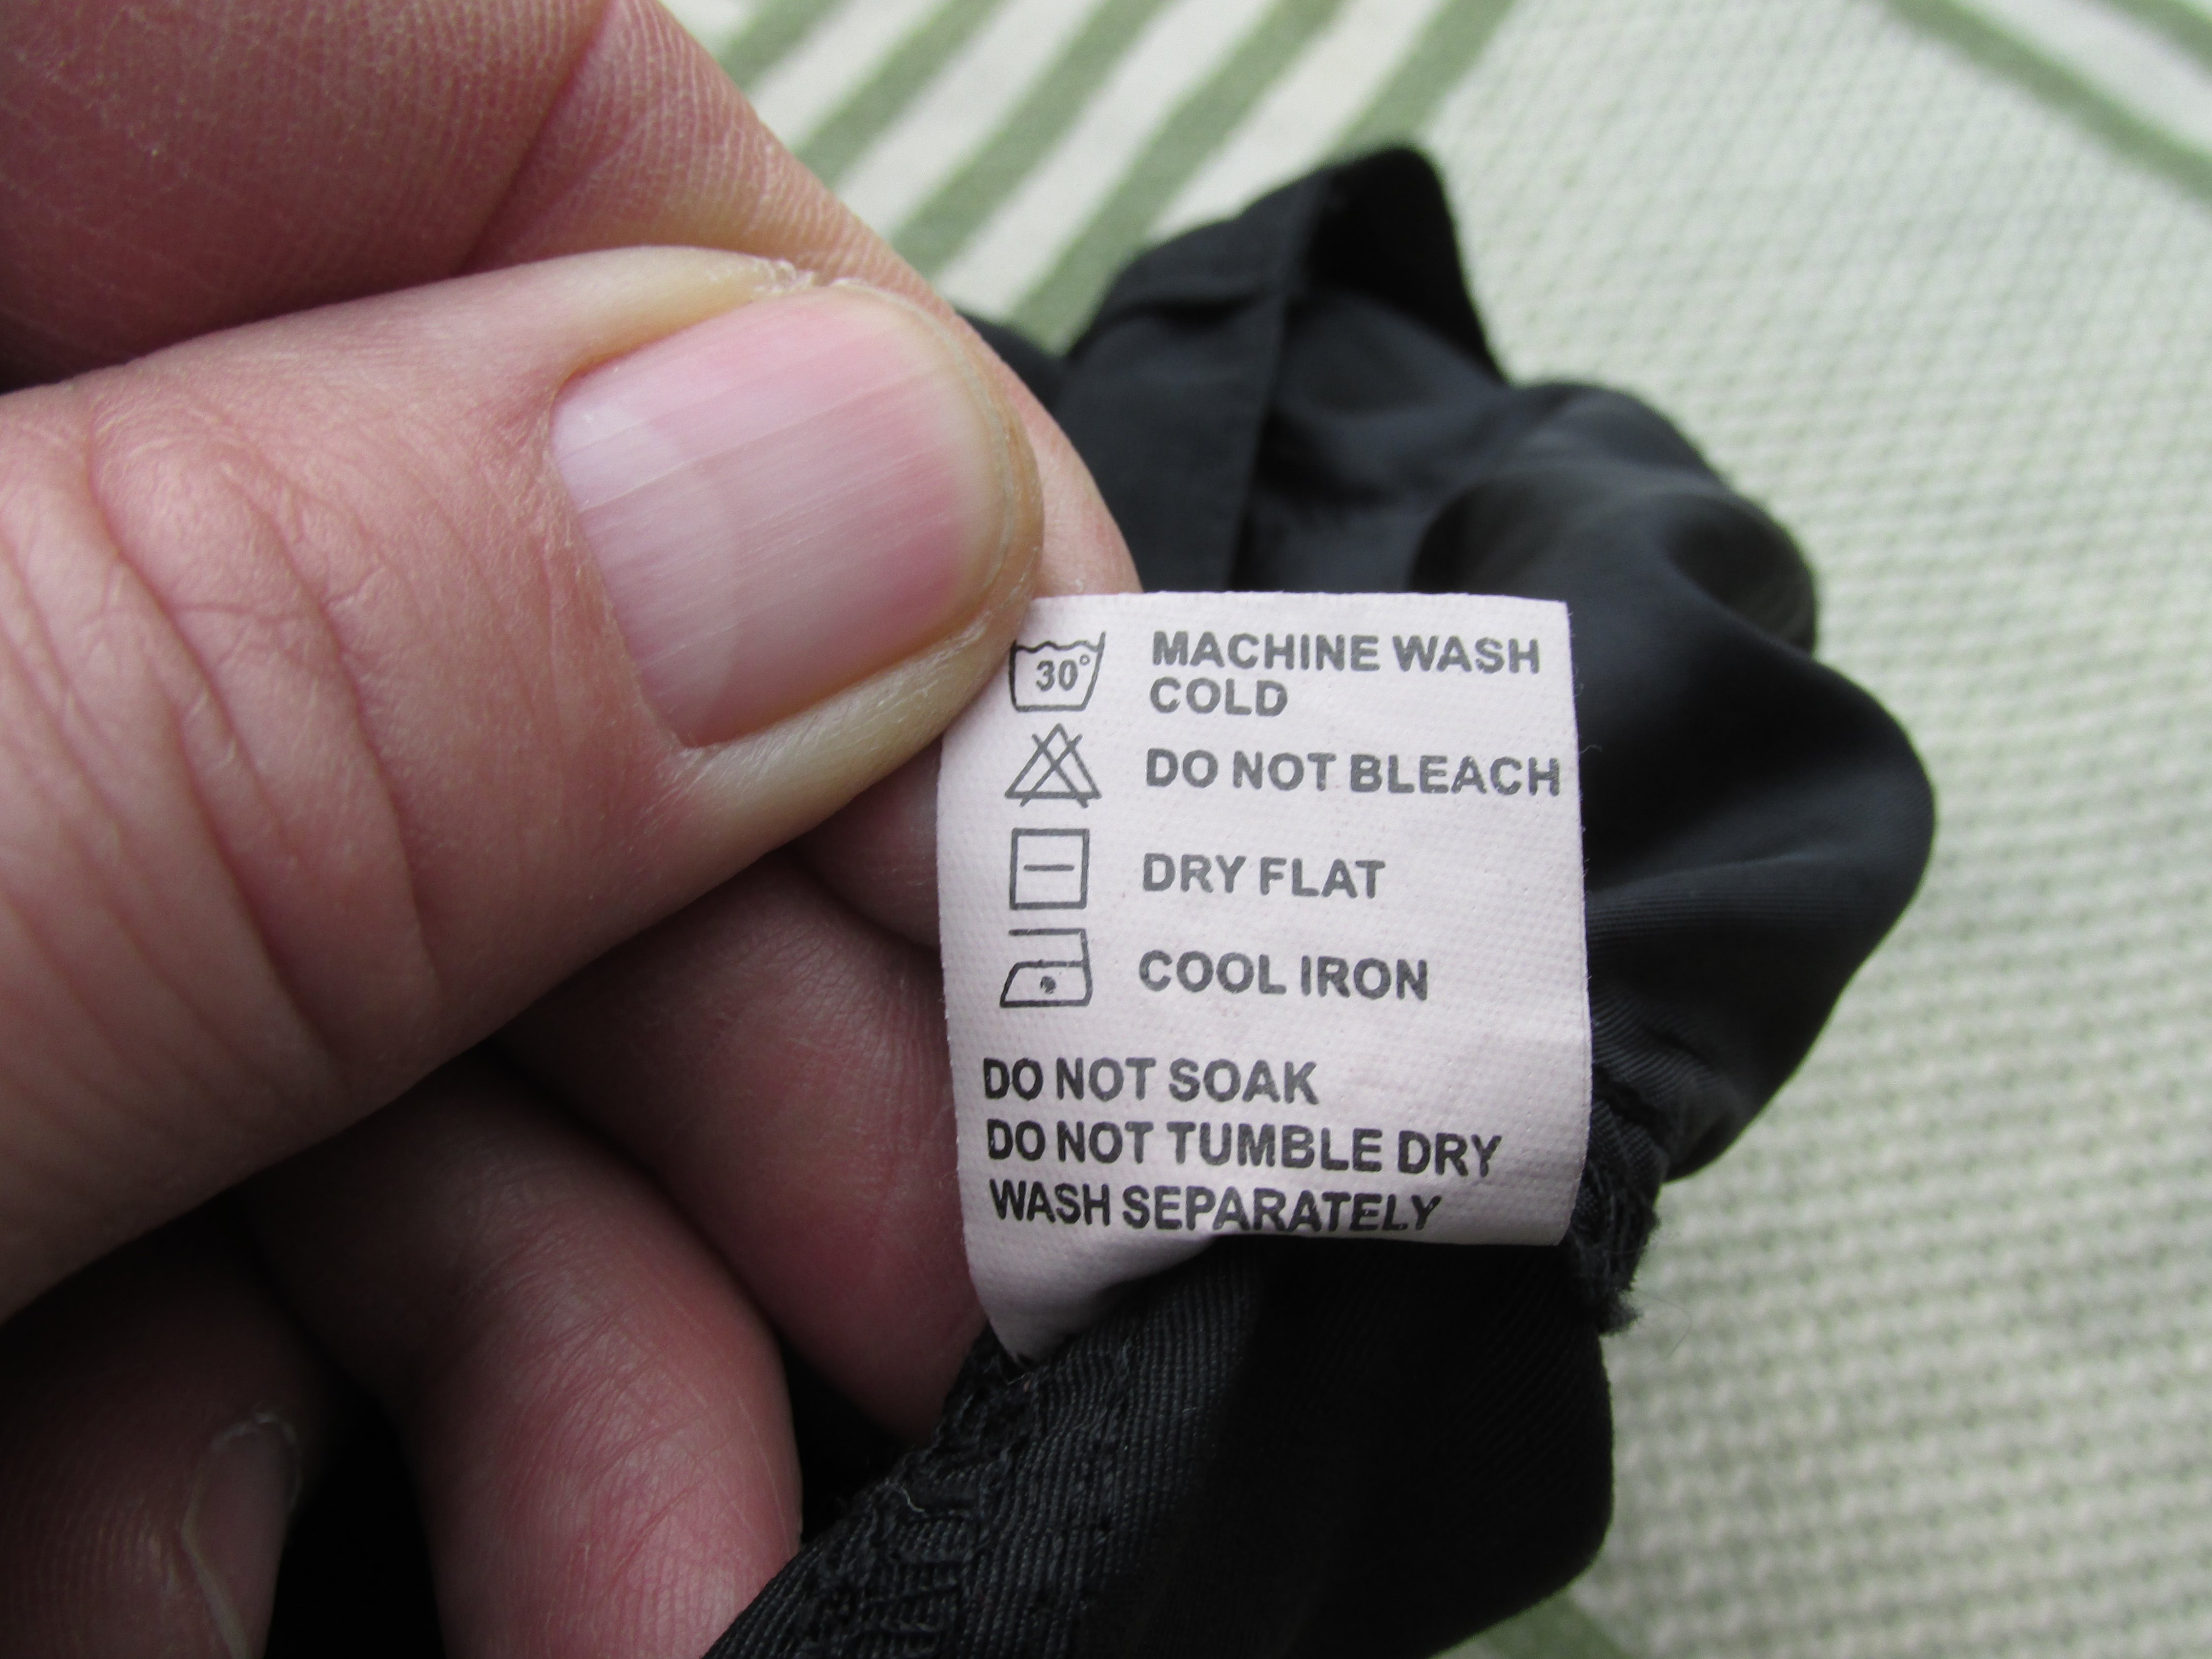 30° MACHINE WASH
COLD
DO NOT BLEACH
DRY FLAT
COOL IRON
DO NOT SOAK
DO NOT TUMBLE DRY
WASH SEPARATELY